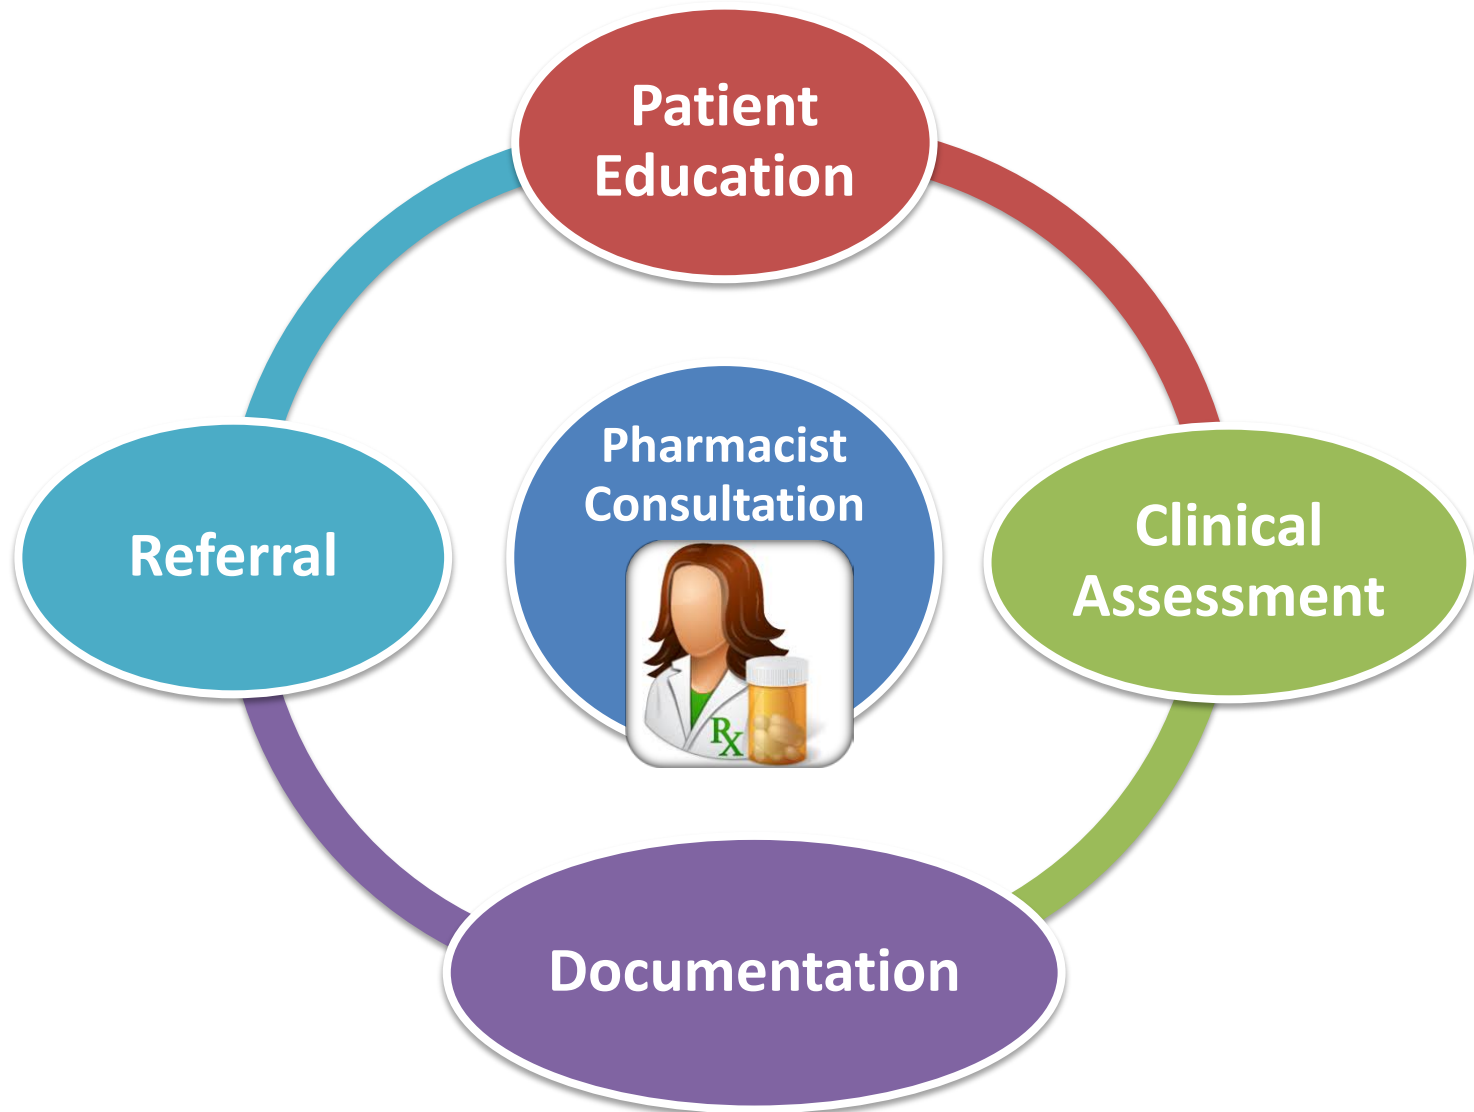 Patient
Education
Pharmacist
Consultation
Referral
Clinical
Assessment
Rx
Documentation